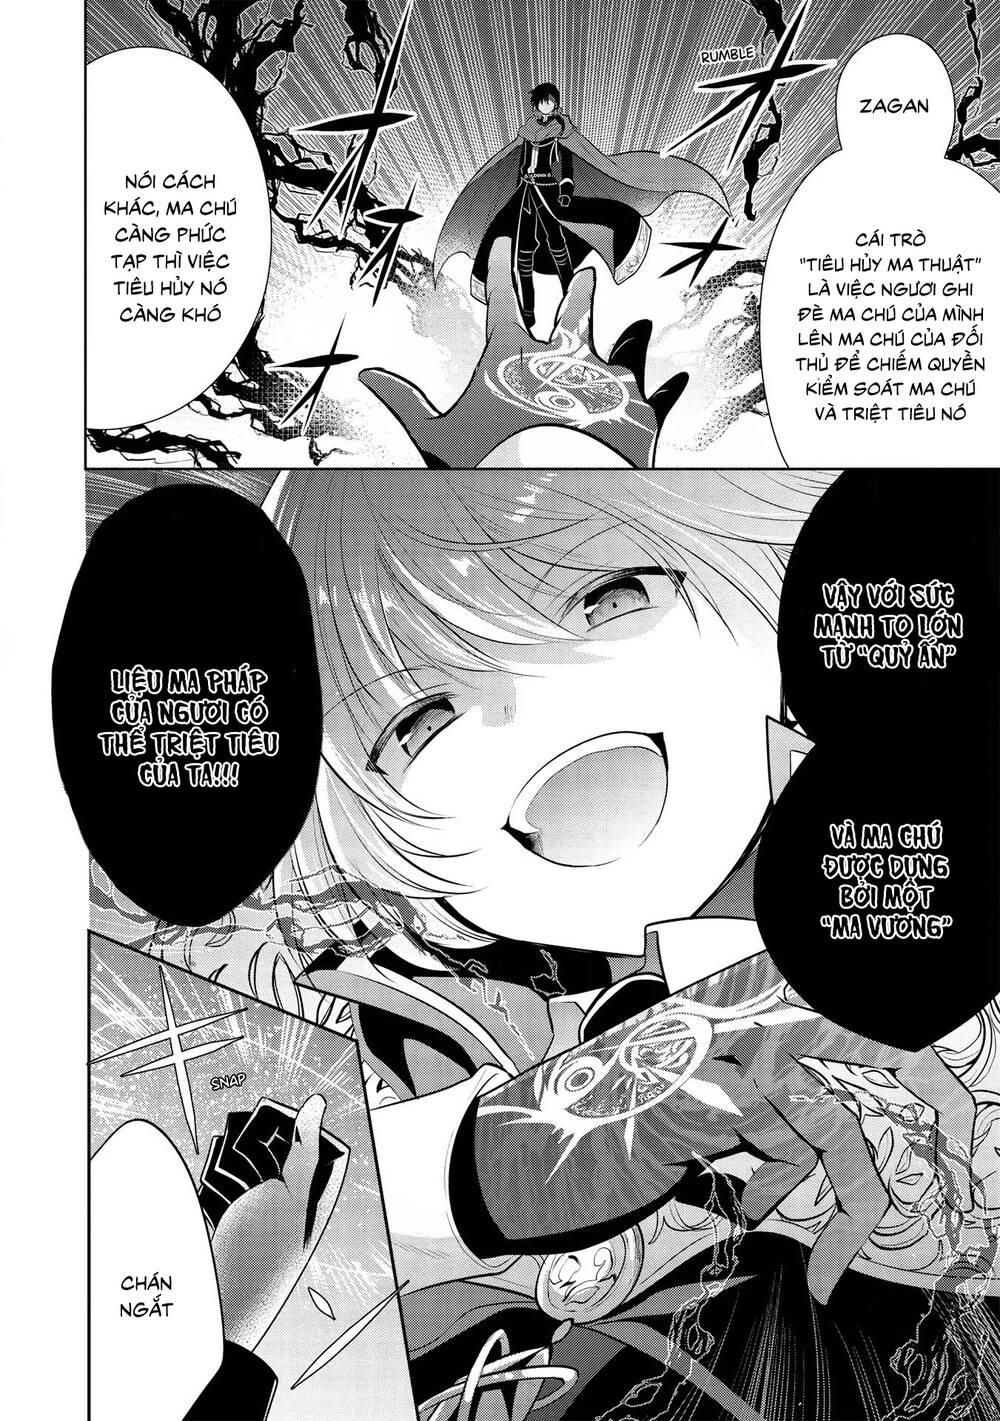 ZAGAN
CÁI TRÒ
"TIÊU HỦY MA THUẬT"
LÀ VIỆC NGƯƠI GHI
ĐÈ MA CHÚ CỦA MÌNH
LÊN MA CHÚ CỦA ĐỐI
THỦ ĐỂ CHIẾM QUYỀN
KIỂM SOÁT MA CHÚ
VÀ TRIỆT TIÊU NÓ
RUMBLE
NÓI CÁCH
KHÁC, MA CHÚ
CÀNG PHỨC
TẠP THÌ VIỆC
TIÊU HỦY NÓ
CÀNG KHÓ
VẬY VỚI SỨC
MẠNH TO LỚN
TỪ "QUỶ ẤN"
VÀ MA CHÚ
ĐƯỢC DỤNG
BỞI MỘT
"MA VƯƠNG"
LIỆU MA PHÁP
CỦA NGƯƠI CÓ
THỂ TRIỆT TIÊU
CỦA TA!!!
SNAP
CHÁN
NGẮT